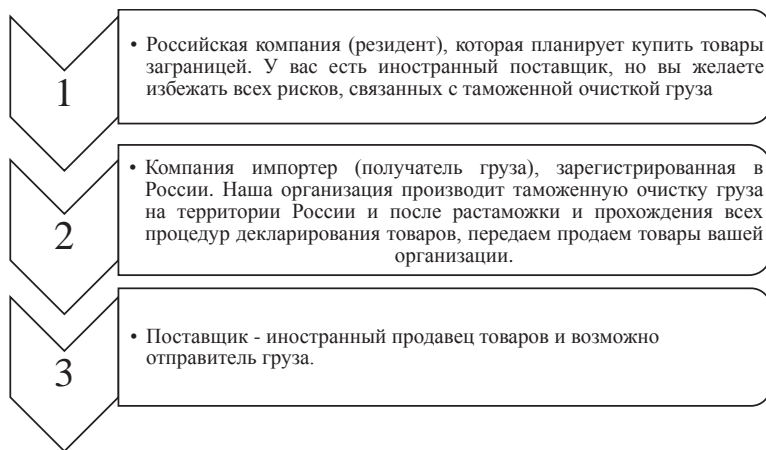 1
• Российская компания (резидент), которая планирует купить товары
заграницей. У вас есть иностранный поставщик, но вы желаете
избежать всех рисков, связанных с таможенной очисткой груза
2
• Компания импортер (получатель груза), зарегистрированная в
России. Наша организация производит таможенную очистку груза
на территории России и после растаможки и прохождения всех
процедур декларирования товаров, передаем продаем товары вашей
организации.
3
• Поставщик - иностранный продавец товаров и возможно
отправитель груза.